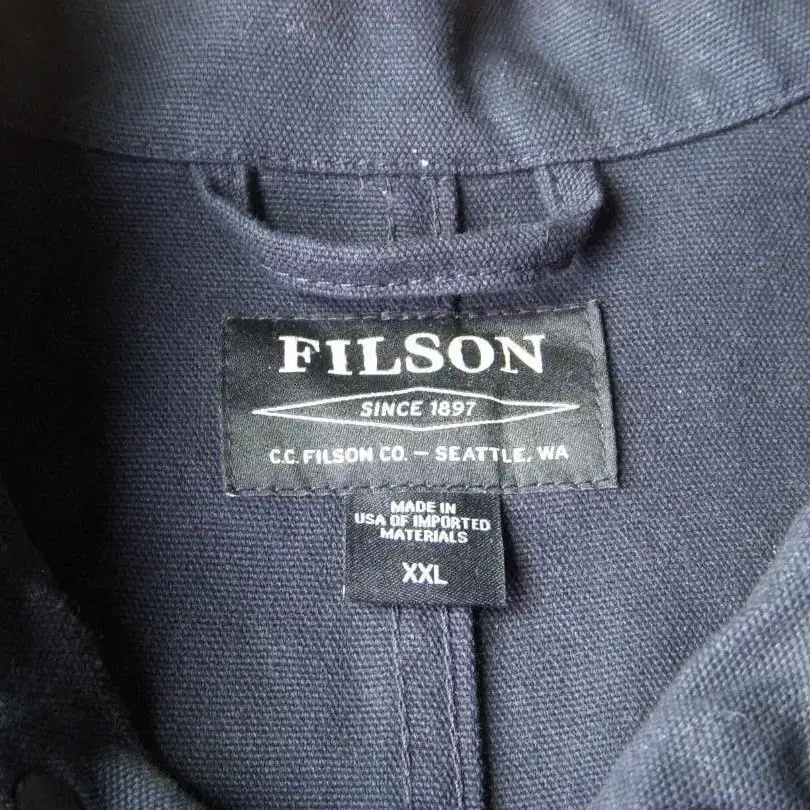 FILSON
SINCE 1897
C.C. FILSON CO. – SEATTLE, WA
MADE IN
USA OF IMPORTED
MATERIALS
XXL